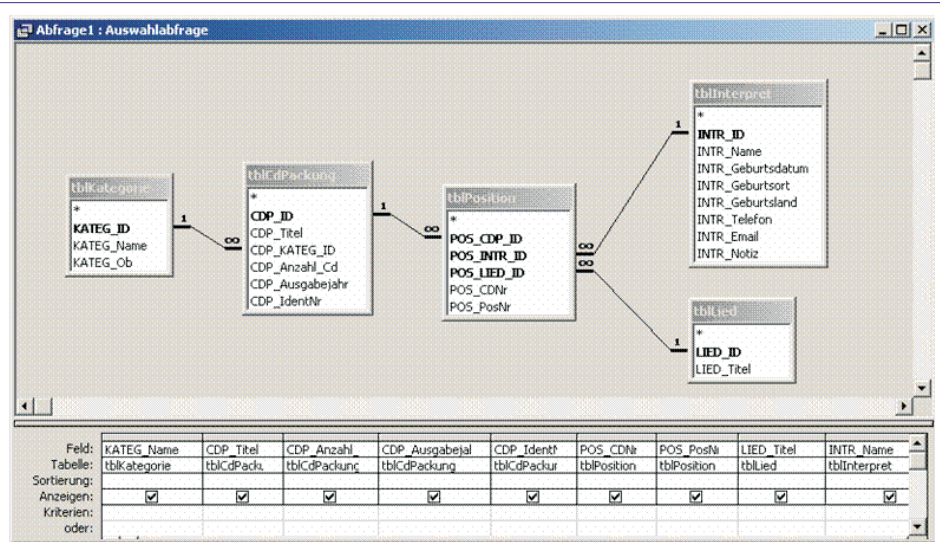 Abfrage1 : Auswahlabfrage
tblKategorie
*
KATEG_ID
KATEG_Name
KATEG_Ob
1
∞
tblCdPackung
*
CDP_ID
CDP_Titel
CDP_KATEG_ID
CDP_Anzahl_Cd
CDP_Ausgabejahr
CDP_IdentNr
1
∞
tblPosition
*
POS_CDP_ID
POS_INTR_ID
POS_LIED_ID
POS_CDNr
POS_PosNr
∞
∞
1
tblInterpret
*
INTR_ID
INTR_Name
INTR_Geburtsdatum
INTR_Geburtsort
INTR_Geburtsland
INTR_Telefon
INTR_Email
INTR_Notiz
1
tblLied
*
LIED_ID
LIED_Titel
Feld: KATEG_Name CDP_Titel CDP_Anzahl_ CDP_Ausgabejal CDP_Identf POS_CDNr POS_PosNr LIED_Titel INTR_Name
Tabelle: tblKategorie tblCdPacku. tblCdPackunc tblCdPackung tblCdPackur tblPosition tblPosition tblLied tblInterpret
Sortierung:
Anzeigen:
Kriterien:
oder: